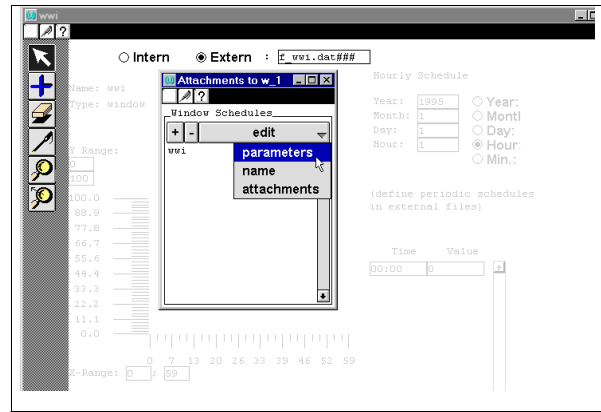 wwi
?
Intern Extern : f_wwi.dat###
Name: wwi
Type: window
Y Range:
0
100
100.0
88.9
77.8
66.7
55.6
44.4
33.3
22.2
11.1
0.0
0 7 13 20 26 33 39 46 52 59
X-Range: 0 : 59
Attachments to w_1
?
Window Schedules
+ - edit
wwi
parameters
name
attachments
Hourly Schedule
Year: 1995 Year:
Month: 1 Montl
Day: 1 Day:
Hour: 1 Hour:
Min.:
(define periodic schedules
in external files)
Time Value
00:00 0